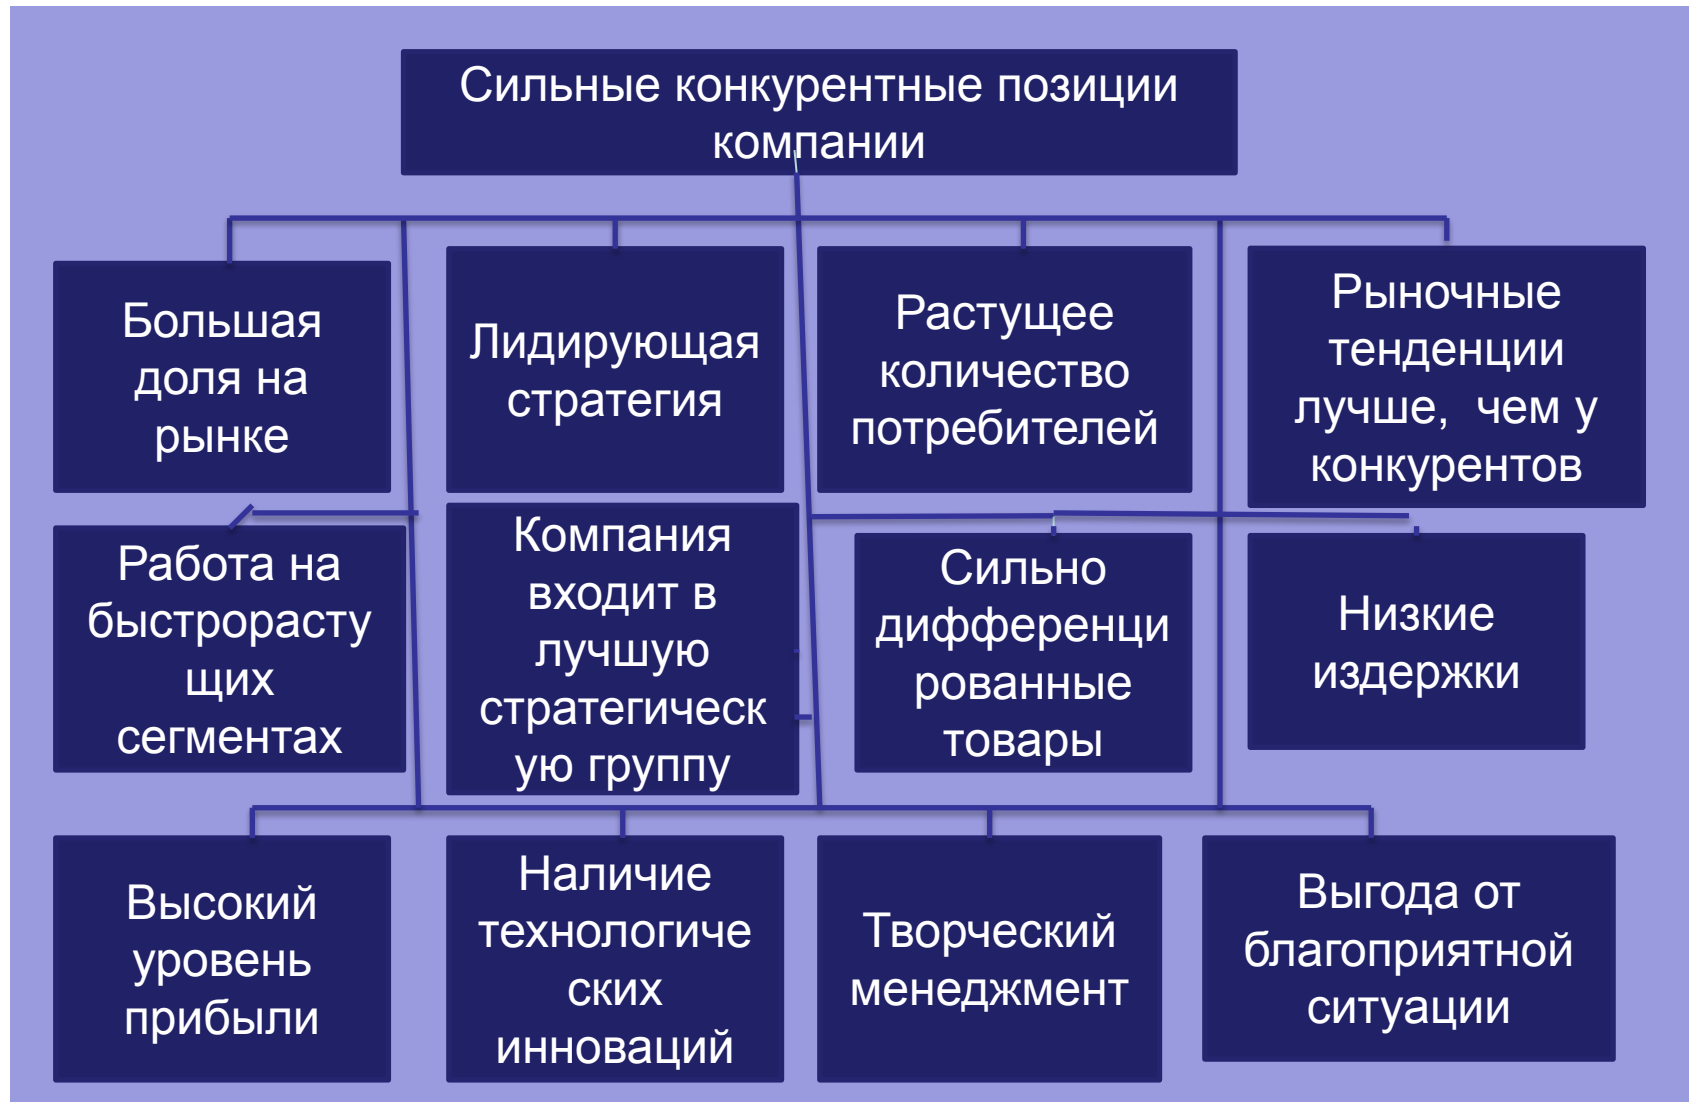 Сильные конкурентные позиции
компании
Большая
доля на
рынке
Лидирующая
стратегия
Растущее
количество
потребителей
Рыночные
тенденции
лучше,  чем у
конкурентов
Работа на
быстрорасту
щих
сегментах
Компания
входит в
лучшую
стратегическ
ую группу
Сильно
дифференци
рованные
товары
Низкие
издержки
Высокий
уровень
прибыли
Наличие
технологиче
ских
инноваций
Творческий
менеджмент
Выгода от
благоприятной
ситуации